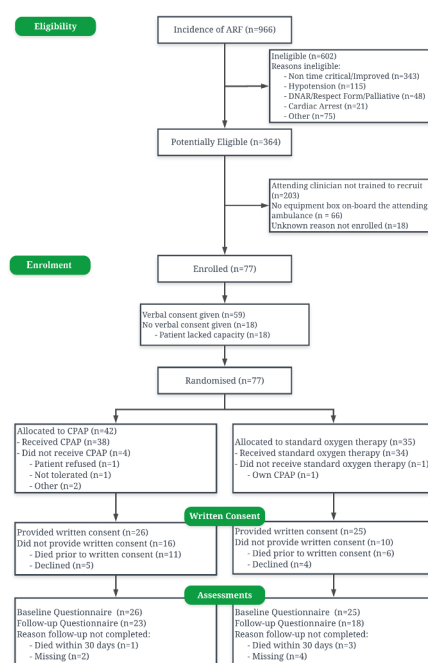 Eligibility
Incidence of ARF (n=966)
Ineligible (n=602)
Reasons ineligible:
- Non time critical/Improved (n=343)
- Hypotension (n=115)
- DNAR/Respect Form/Palliative (n=48)
- Cardiac Arrest (n=21)
- Other (n=75)
Potentially Eligible (n=364)
Attending clinician not trained to recruit
(n=203)
No equipment box on-board the attending
ambulance (n = 66)
Unknown reason not enrolled (n=18)
Enrolment
Enrolled (n=77)
Verbal consent given (n=59)
No verbal consent given (n=18)
- Patient lacked capacity (n=18)
Randomised (n=77)
Allocated to CPAP (n=42)
- Received CPAP (n=38)
- Did not receive CPAP (n=4)
- Patient refused (n=1)
- Not tolerated (n=1)
- Other (n=2)
Allocated to standard oxygen therapy (n=35)
- Received standard oxygen therapy (n=34)
- Did not receive standard oxygen therapy (n=1)
- Own CPAP (n=1)
Written Consent
Provided written consent (n=26)
Did not provide written consent (n=16)
- Died prior to written consent (n=11)
- Declined (n=5)
Provided written consent (n=25)
Did not provide written consent (n=10)
- Died prior to written consent (n=6)
- Declined (n=4)
Assessments
Baseline Questionnaire (n=26)
Follow-up Questionnaire (n=23)
Reason follow-up not completed:
- Died within 30 days (n=1)
- Missing (n=2)
Baseline Questionnaire (n=25)
Follow-up Questionnaire (n=18)
Reason follow-up not completed:
- Died within 30 days (n=3)
- Missing (n=4)